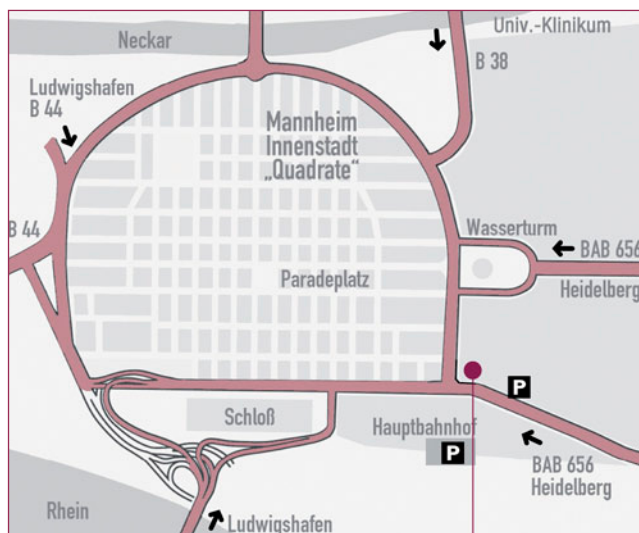 Neckar
Univ.-Klinikum
B 38
Ludwigshafen
B 44
Mannheim
Innenstadt
„Quadrate“
B 44
Wasserturm
BAB 656
Heidelberg
Paradeplatz
P
Schloß
Hauptbahnhof
P
BAB 656
Heidelberg
Rhein
Ludwigshafen